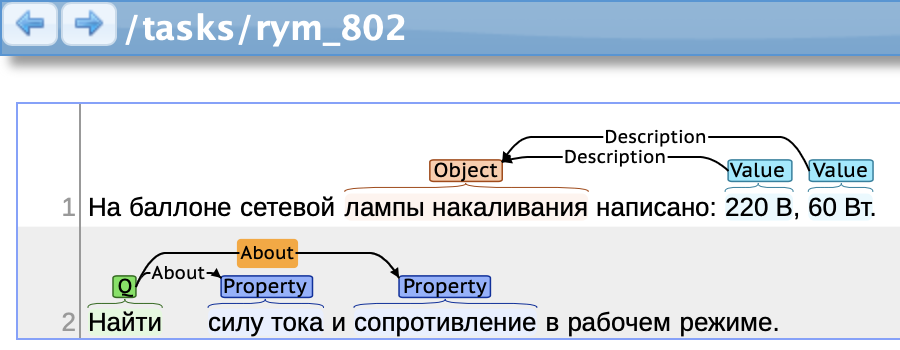 /tasks/rym_802
Description
Description
Object Value Value
1 На баллоне сетевой лампы накаливания написано: 220 В, 60 Вт.
About
About
Q Property Property
2 Найти силу тока и сопротивление в рабочем режиме.